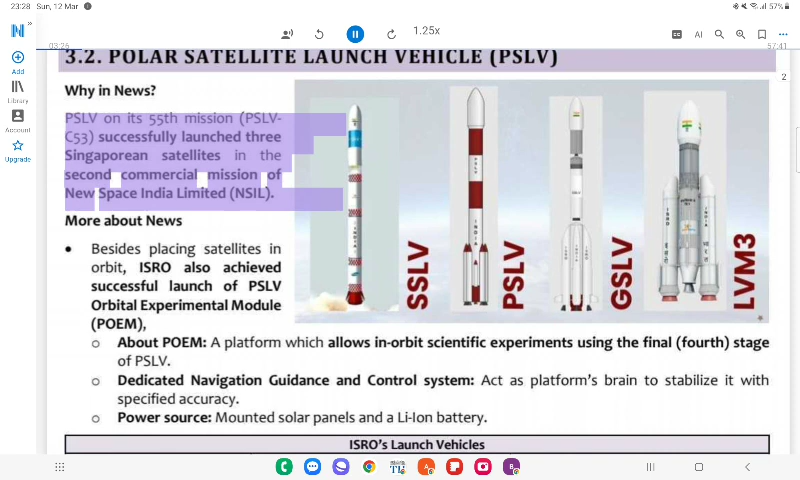 23:28 Sun, 12 Mar
57%
N
»
1.25x
AI
03:26
57:41
Add
Library
Account
Upgrade
2
3.2. POLAR SATELLITE LAUNCH VEHICLE (PSLV)
Why in News?
PSLV on its 55th mission (PSLV-
C53) successfully launched three
Singaporean satellites in the
second commercial mission of
New Space India Limited (NSIL).
More about News
• Besides placing satellites in
orbit, ISRO also achieved
successful launch of PSLV
Orbital Experimental Module
(POEM),
SSLV
PSLV
GSLV
LVM3
o About POEM: A platform which allows in-orbit scientific experiments using the final (fourth) stage
of PSLV.
o Dedicated Navigation Guidance and Control system: Act as platform's brain to stabilize it with
specified accuracy.
o Power source: Mounted solar panels and a Li-Ion battery.
ISRO's Launch Vehicles